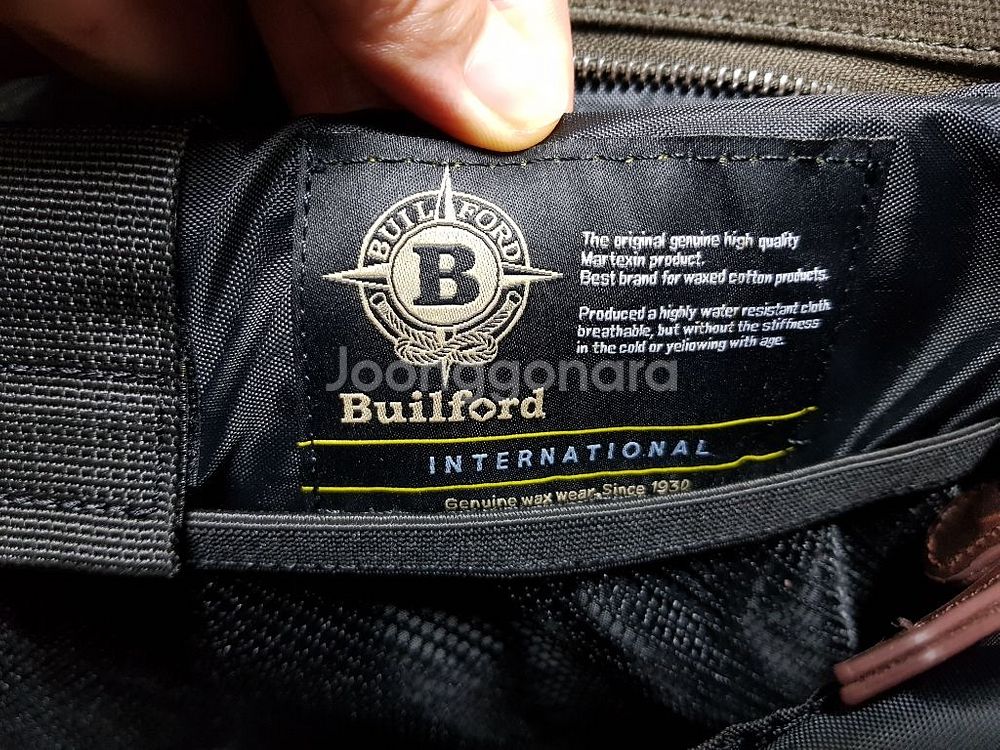 BUILFORD
B
Builford
The original genuine high quality
Martexin product.
Best brand for waxed cotton products.
Produced a highly water resistant cloth
breathable, but without the stiffness
in the cold or yellowing with age.
Joonggonara
INTERNATIONAL
Genuine wax wear. Since 1930